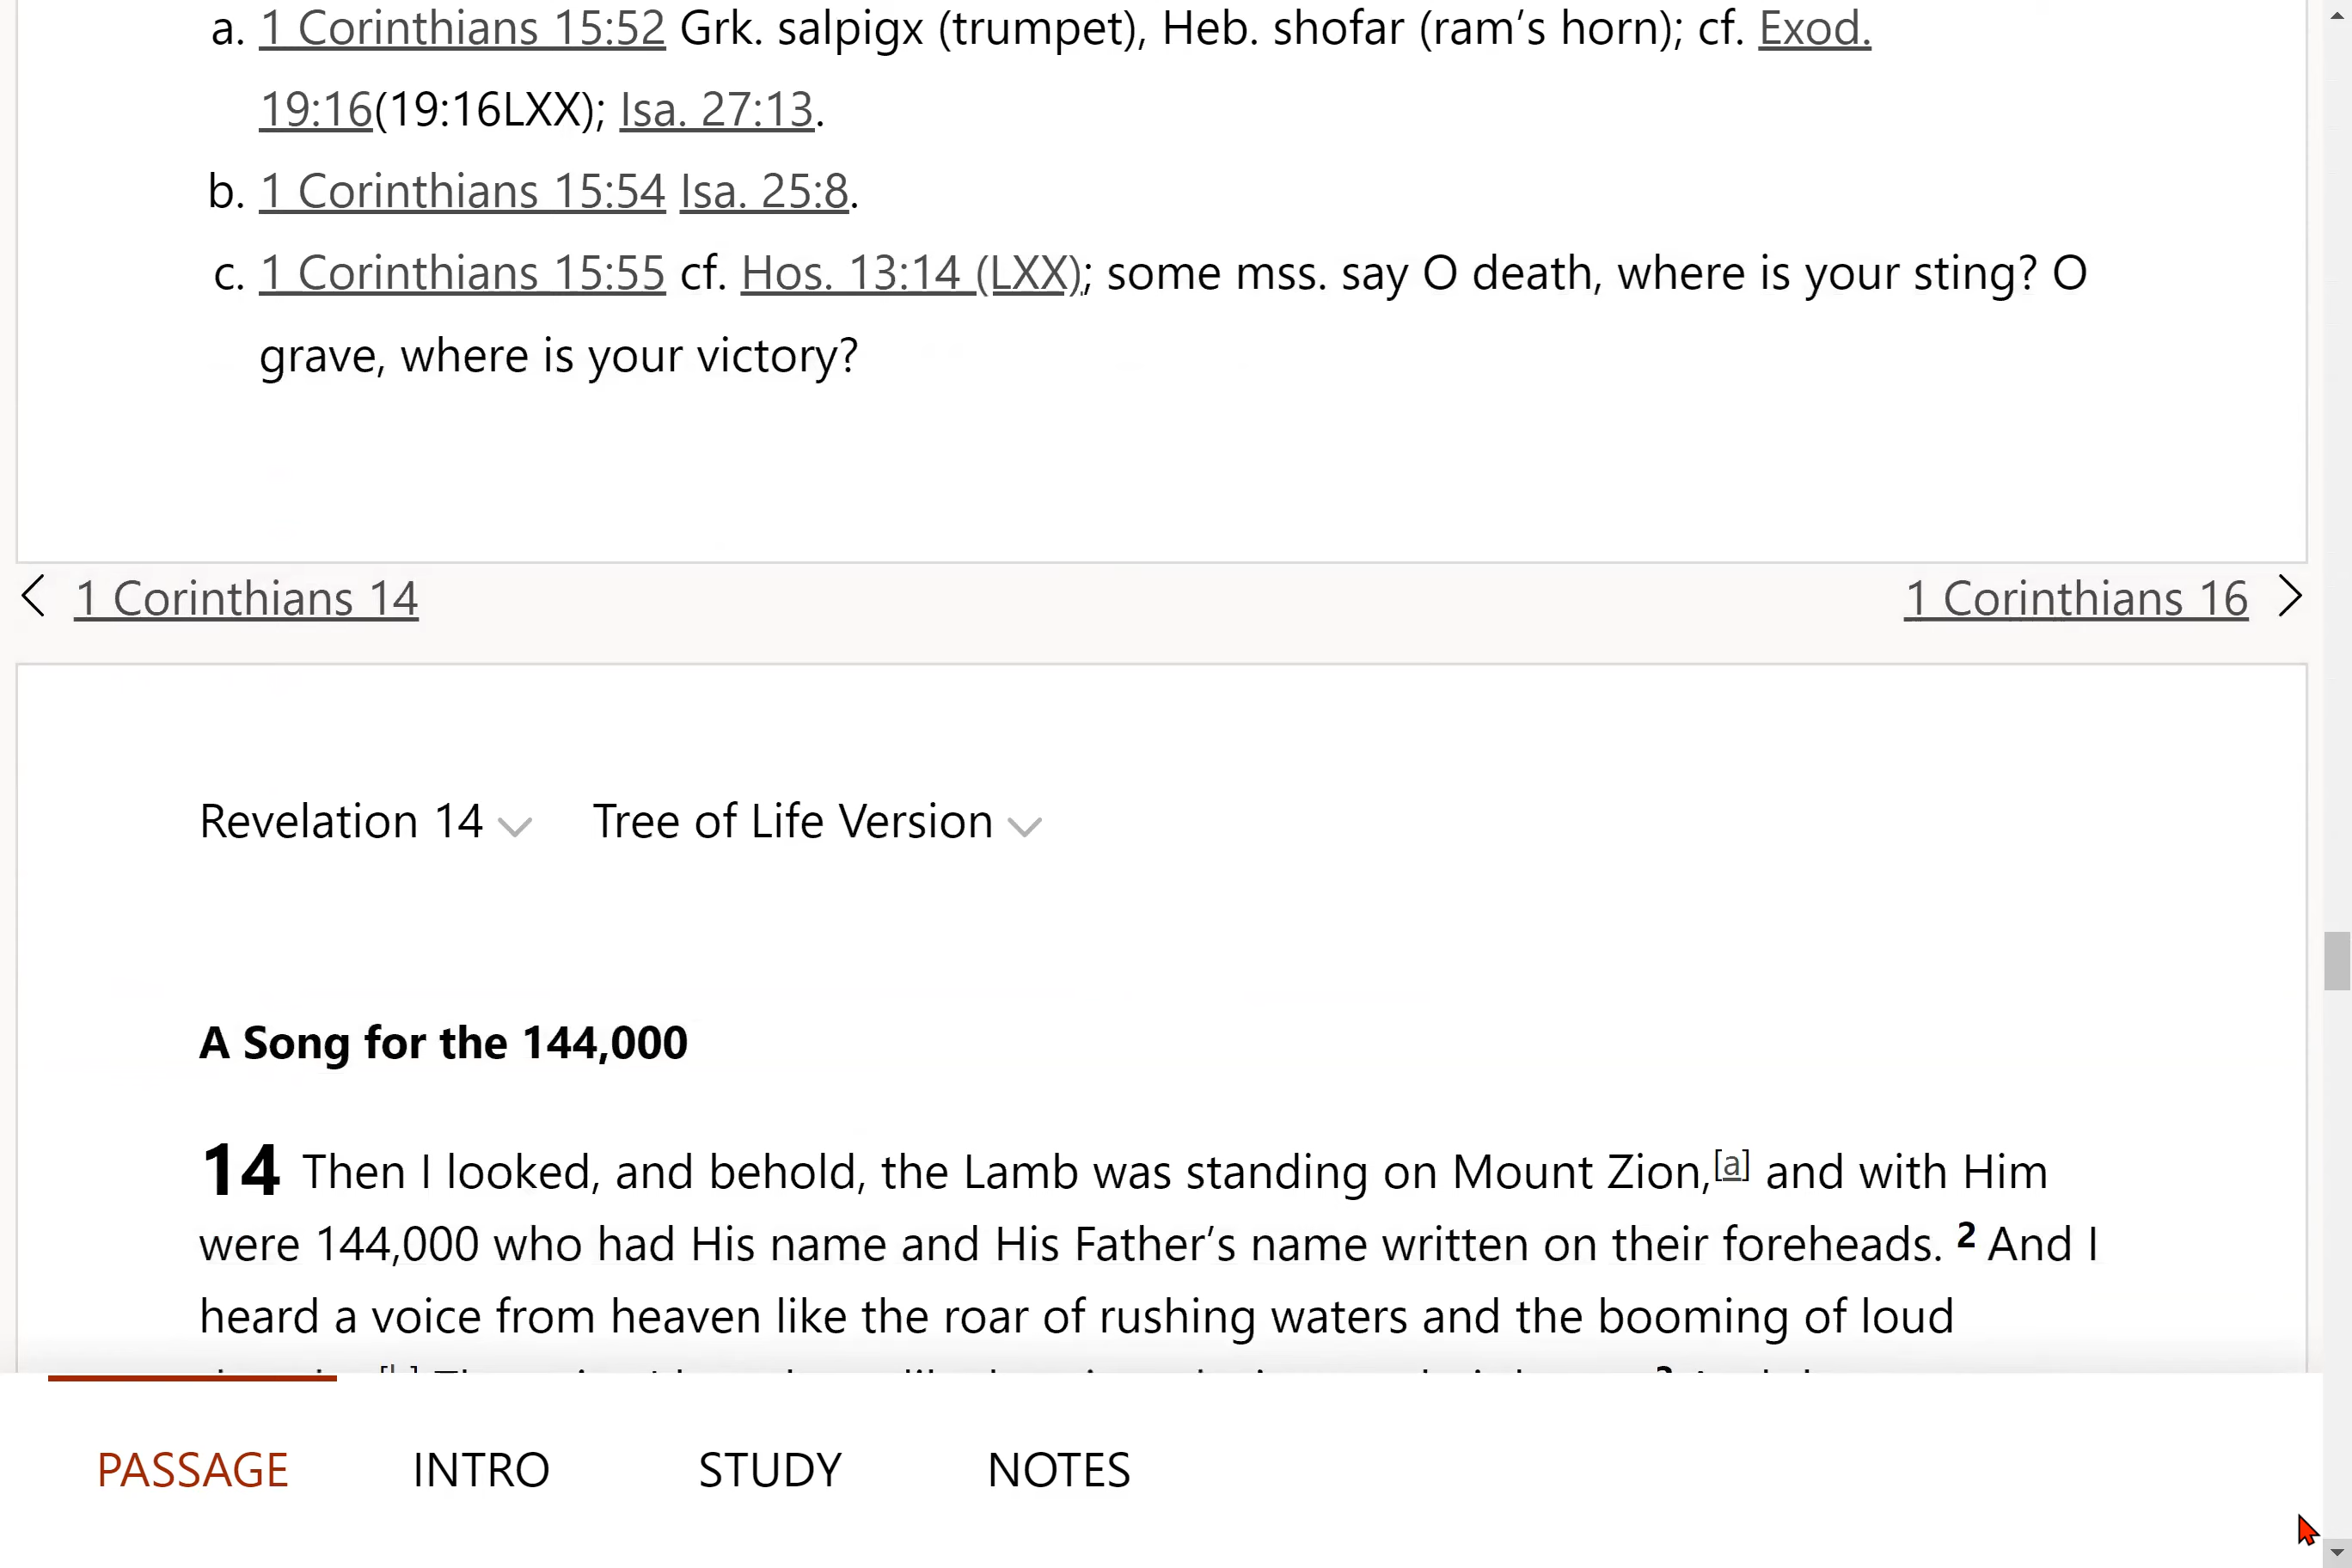 a. 1 Corinthians 15:52 Grk. salpigx (trumpet), Heb. shofar (ram’s horn); cf. Exod.
19:16(19:16LXX); Isa. 27:13.
b. 1 Corinthians 15:54 Isa. 25:8.
c. 1 Corinthians 15:55 cf. Hos. 13:14 (LXX); some mss. say O death, where is your sting? O
grave, where is your victory?
1 Corinthians 14
1 Corinthians 16
Revelation 14 Tree of Life Version
A Song for the 144,000
14 Then I looked, and behold, the Lamb was standing on Mount Zion,[a] and with Him
were 144,000 who had His name and His Father’s name written on their foreheads. 2 And I
heard a voice from heaven like the roar of rushing waters and the booming of loud
PASSAGE INTRO STUDY NOTES